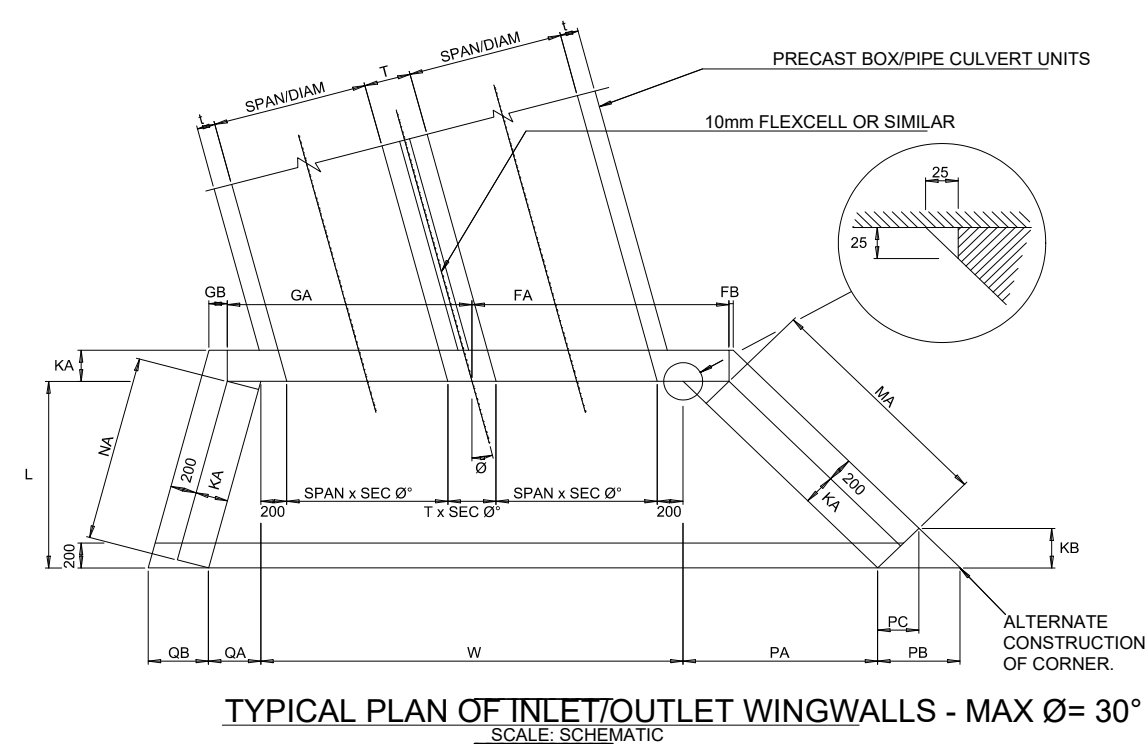 t
SPAN/DIAM
T
SPAN/DIAM
t
PRECAST BOX/PIPE CULVERT UNITS
10mm FLEXCELL OR SIMILAR
25
25
GB
GA
FA
FB
KA
NA
MA
L
200
KA
Ø
SPAN x SEC Ø°
SPAN x SEC Ø°
200
T x SEC Ø°
200
200
KA
200
KB
PC
ALTERNATE
CONSTRUCTION
OF CORNER.
QB
QA
W
PA
PB
TYPICAL PLAN OF INLET/OUTLET WINGWALLS - MAX Ø= 30°
SCALE: SCHEMATIC